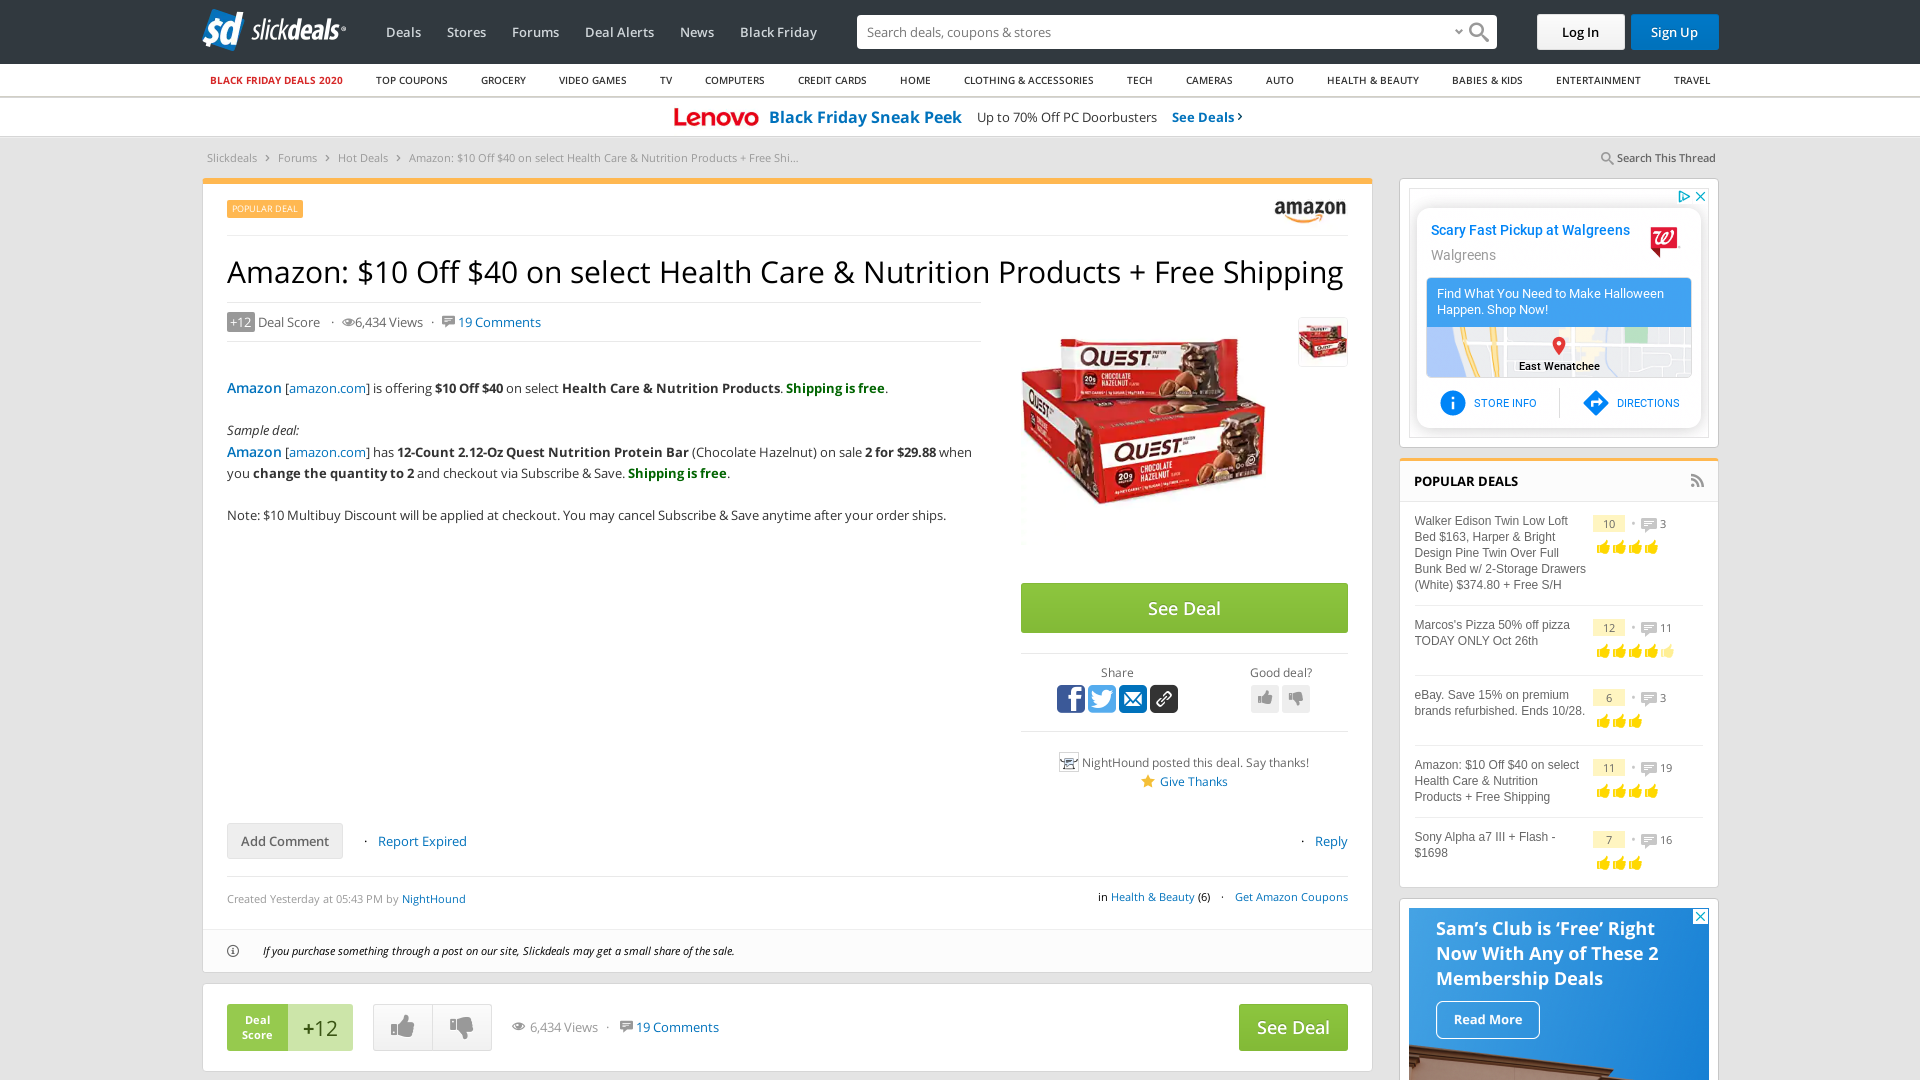 slickdeals
Deals
Stores
Forums
Deal Alerts
News
Black Friday
Search deals, coupons & stores
Log In
Sign Up
BLACK FRIDAY DEALS 2020
TOP COUPONS
GROCERY
VIDEO GAMES
TV
COMPUTERS
CREDIT CARDS
HOME
CLOTHING & ACCESSORIES
TECH
CAMERAS
AUTO
HEALTH & BEAUTY
BABIES & KIDS
ENTERTAINMENT
TRAVEL
Lenovo Black Friday Sneak Peek Up to 70% Off PC Doorbusters See Deals ›
Slickdeals › Forums › Hot Deals › Amazon: $10 Off $40 on select Health Care & Nutrition Products + Free Shi...
Search This Thread
POPULAR DEAL
amazon
Amazon: $10 Off $40 on select Health Care & Nutrition Products + Free Shipping
+12 Deal Score · 6,434 Views · 19 Comments
Amazon [amazon.com] is offering $10 Off $40 on select Health Care & Nutrition Products. Shipping is free.
Sample deal:
Amazon [amazon.com] has 12-Count 2.12-Oz Quest Nutrition Protein Bar (Chocolate Hazelnut) on sale 2 for $29.88 when
you change the quantity to 2 and checkout via Subscribe & Save. Shipping is free.
Note: $10 Multibuy Discount will be applied at checkout. You may cancel Subscribe & Save anytime after your order ships.
QUEST
CHOCOLATE
HAZELNUT
20g
QUEST
QUEST
CHOCOLATE
HAZELNUT
20g
See Deal
Share
Good deal?
NightHound posted this deal. Say thanks!
Give Thanks
Add Comment
· Report Expired
· Reply
Created Yesterday at 05:43 PM by NightHound
in Health & Beauty (6) · Get Amazon Coupons
If you purchase something through a post on our site, Slickdeals may get a small share of the sale.
Deal
Score
+12
6,434 Views · 19 Comments
See Deal
Scary Fast Pickup at Walgreens
Walgreens
Find What You Need to Make Halloween
Happen. Shop Now!
East Wenatchee
STORE INFO
DIRECTIONS
POPULAR DEALS
Walker Edison Twin Low Loft
Bed $163, Harper & Bright
Design Pine Twin Over Full
Bunk Bed w/ 2-Storage Drawers
(White) $374.80 + Free S/H
10 · 3
Marcos's Pizza 50% off pizza
TODAY ONLY Oct 26th
12 · 11
eBay. Save 15% on premium
brands refurbished. Ends 10/28.
6 · 3
Amazon: $10 Off $40 on select
Health Care & Nutrition
Products + Free Shipping
11 · 19
Sony Alpha a7 III + Flash -
$1698
7 · 16
Sam's Club is 'Free' Right
Now With Any of These 2
Membership Deals
Read More